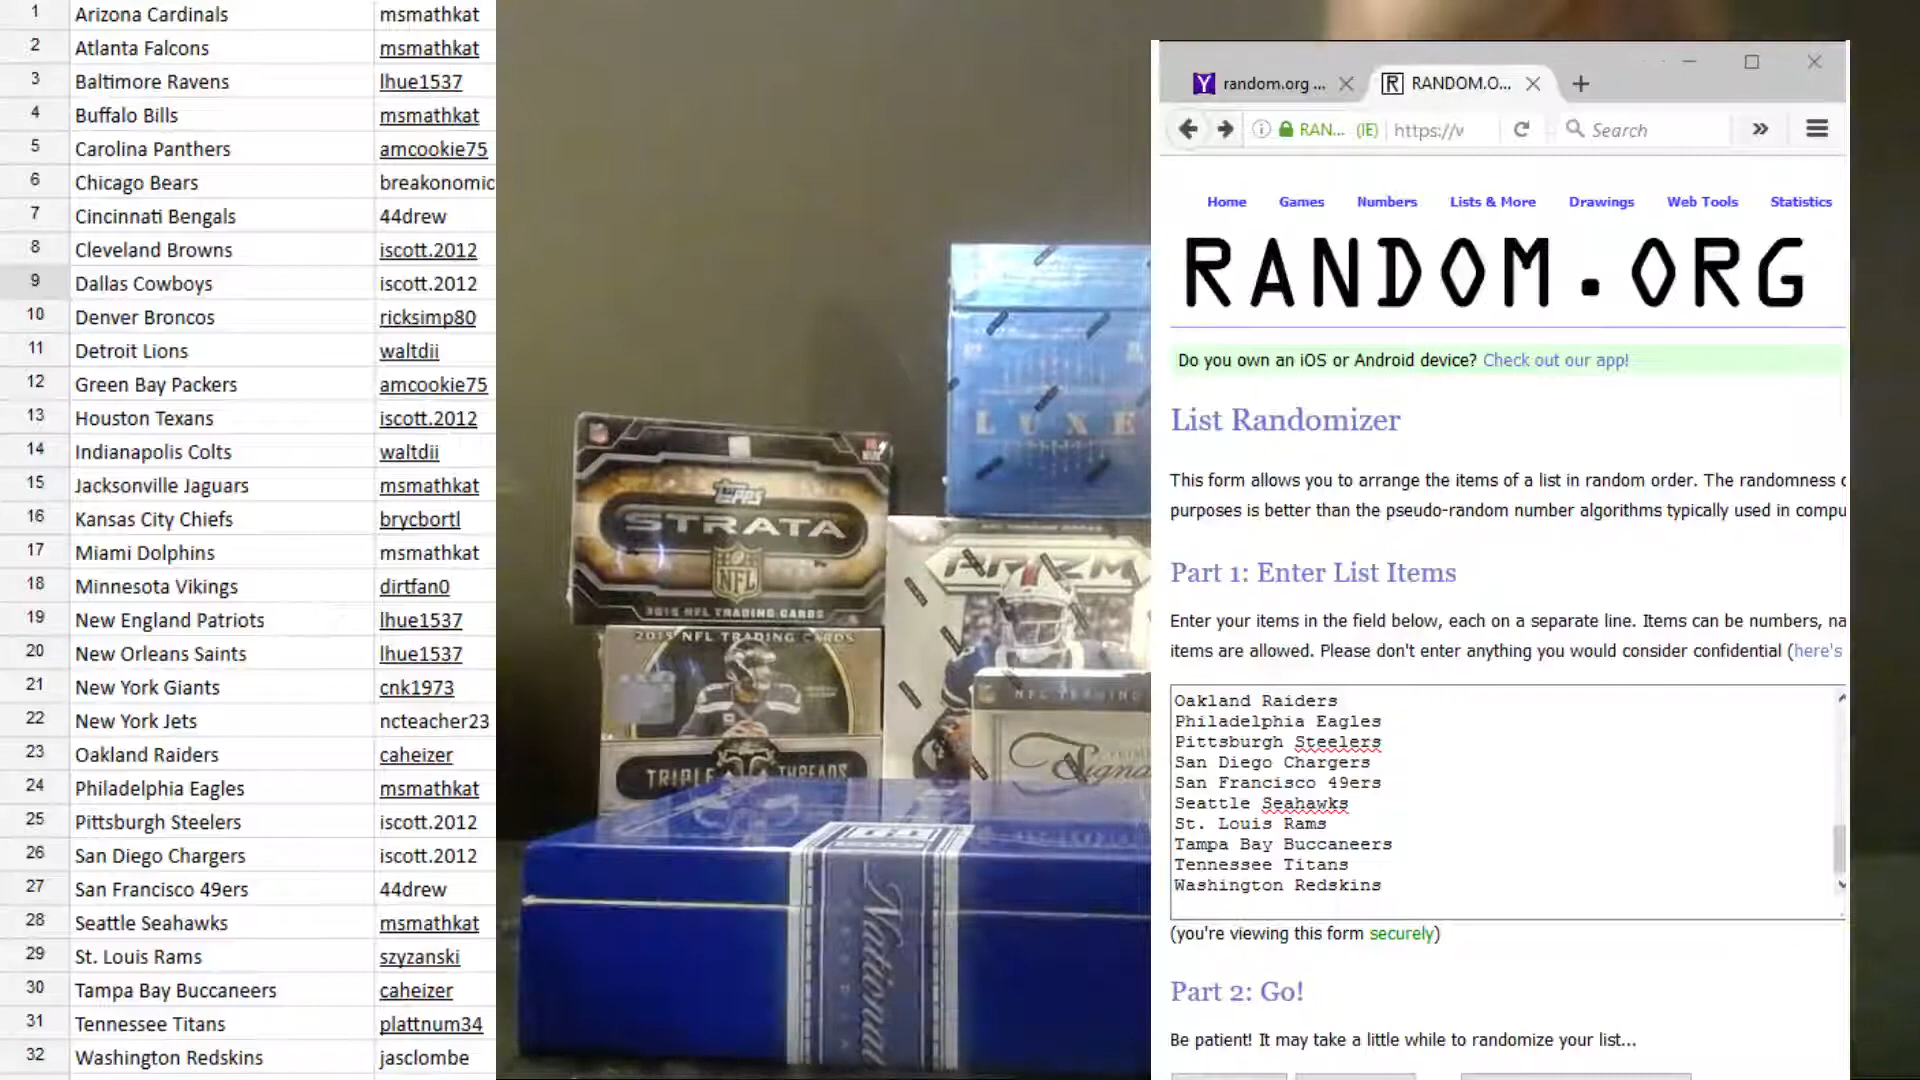 1 Arizona Cardinals msmathkat
2 Atlanta Falcons msmathkat
3 Baltimore Ravens lhue1537
4 Buffalo Bills msmathkat
5 Carolina Panthers amcookie75
6 Chicago Bears breakonomic
7 Cincinnati Bengals 44drew
8 Cleveland Browns iscott.2012
9 Dallas Cowboys iscott.2012
10 Denver Broncos ricksimp80
11 Detroit Lions waltdii
12 Green Bay Packers amcookie75
13 Houston Texans iscott.2012
14 Indianapolis Colts waltdii
15 Jacksonville Jaguars msmathkat
16 Kansas City Chiefs brycbortl
17 Miami Dolphins msmathkat
18 Minnesota Vikings dirtfan0
19 New England Patriots lhue1537
20 New Orleans Saints lhue1537
21 New York Giants cnk1973
22 New York Jets ncteacher23
23 Oakland Raiders caheizer
24 Philadelphia Eagles msmathkat
25 Pittsburgh Steelers iscott.2012
26 San Diego Chargers iscott.2012
27 San Francisco 49ers 44drew
28 Seattle Seahawks msmathkat
29 St. Louis Rams szyzanski
30 Tampa Bay Buccaneers caheizer
31 Tennessee Titans plattnum34
32 Washington Redskins jasclombe
LUXE
Topps
STRATA
NFL
2015 NFL TRADING CARDS
PRIZM
2015 NFL TRADING CARDS
TRIPLE THREADS
National
random.org ...
RANDOM.O...
RAN... (IE) https://v
Search
Home Games Numbers Lists & More Drawings Web Tools Statistics
RANDOM.ORG
Do you own an iOS or Android device? Check out our app!
List Randomizer
This form allows you to arrange the items of a list in random order. The randomness
purposes is better than the pseudo-random number algorithms typically used in compu
Part 1: Enter List Items
Enter your items in the field below, each on a separate line. Items can be numbers, na
items are allowed. Please don't enter anything you would consider confidential (here's
Oakland Raiders
Philadelphia Eagles
Pittsburgh Steelers
San Diego Chargers
San Francisco 49ers
Seattle Seahawks
St. Louis Rams
Tampa Bay Buccaneers
Tennessee Titans
Washington Redskins
(you're viewing this form securely)
Part 2: Go!
Be patient! It may take a little while to randomize your list...